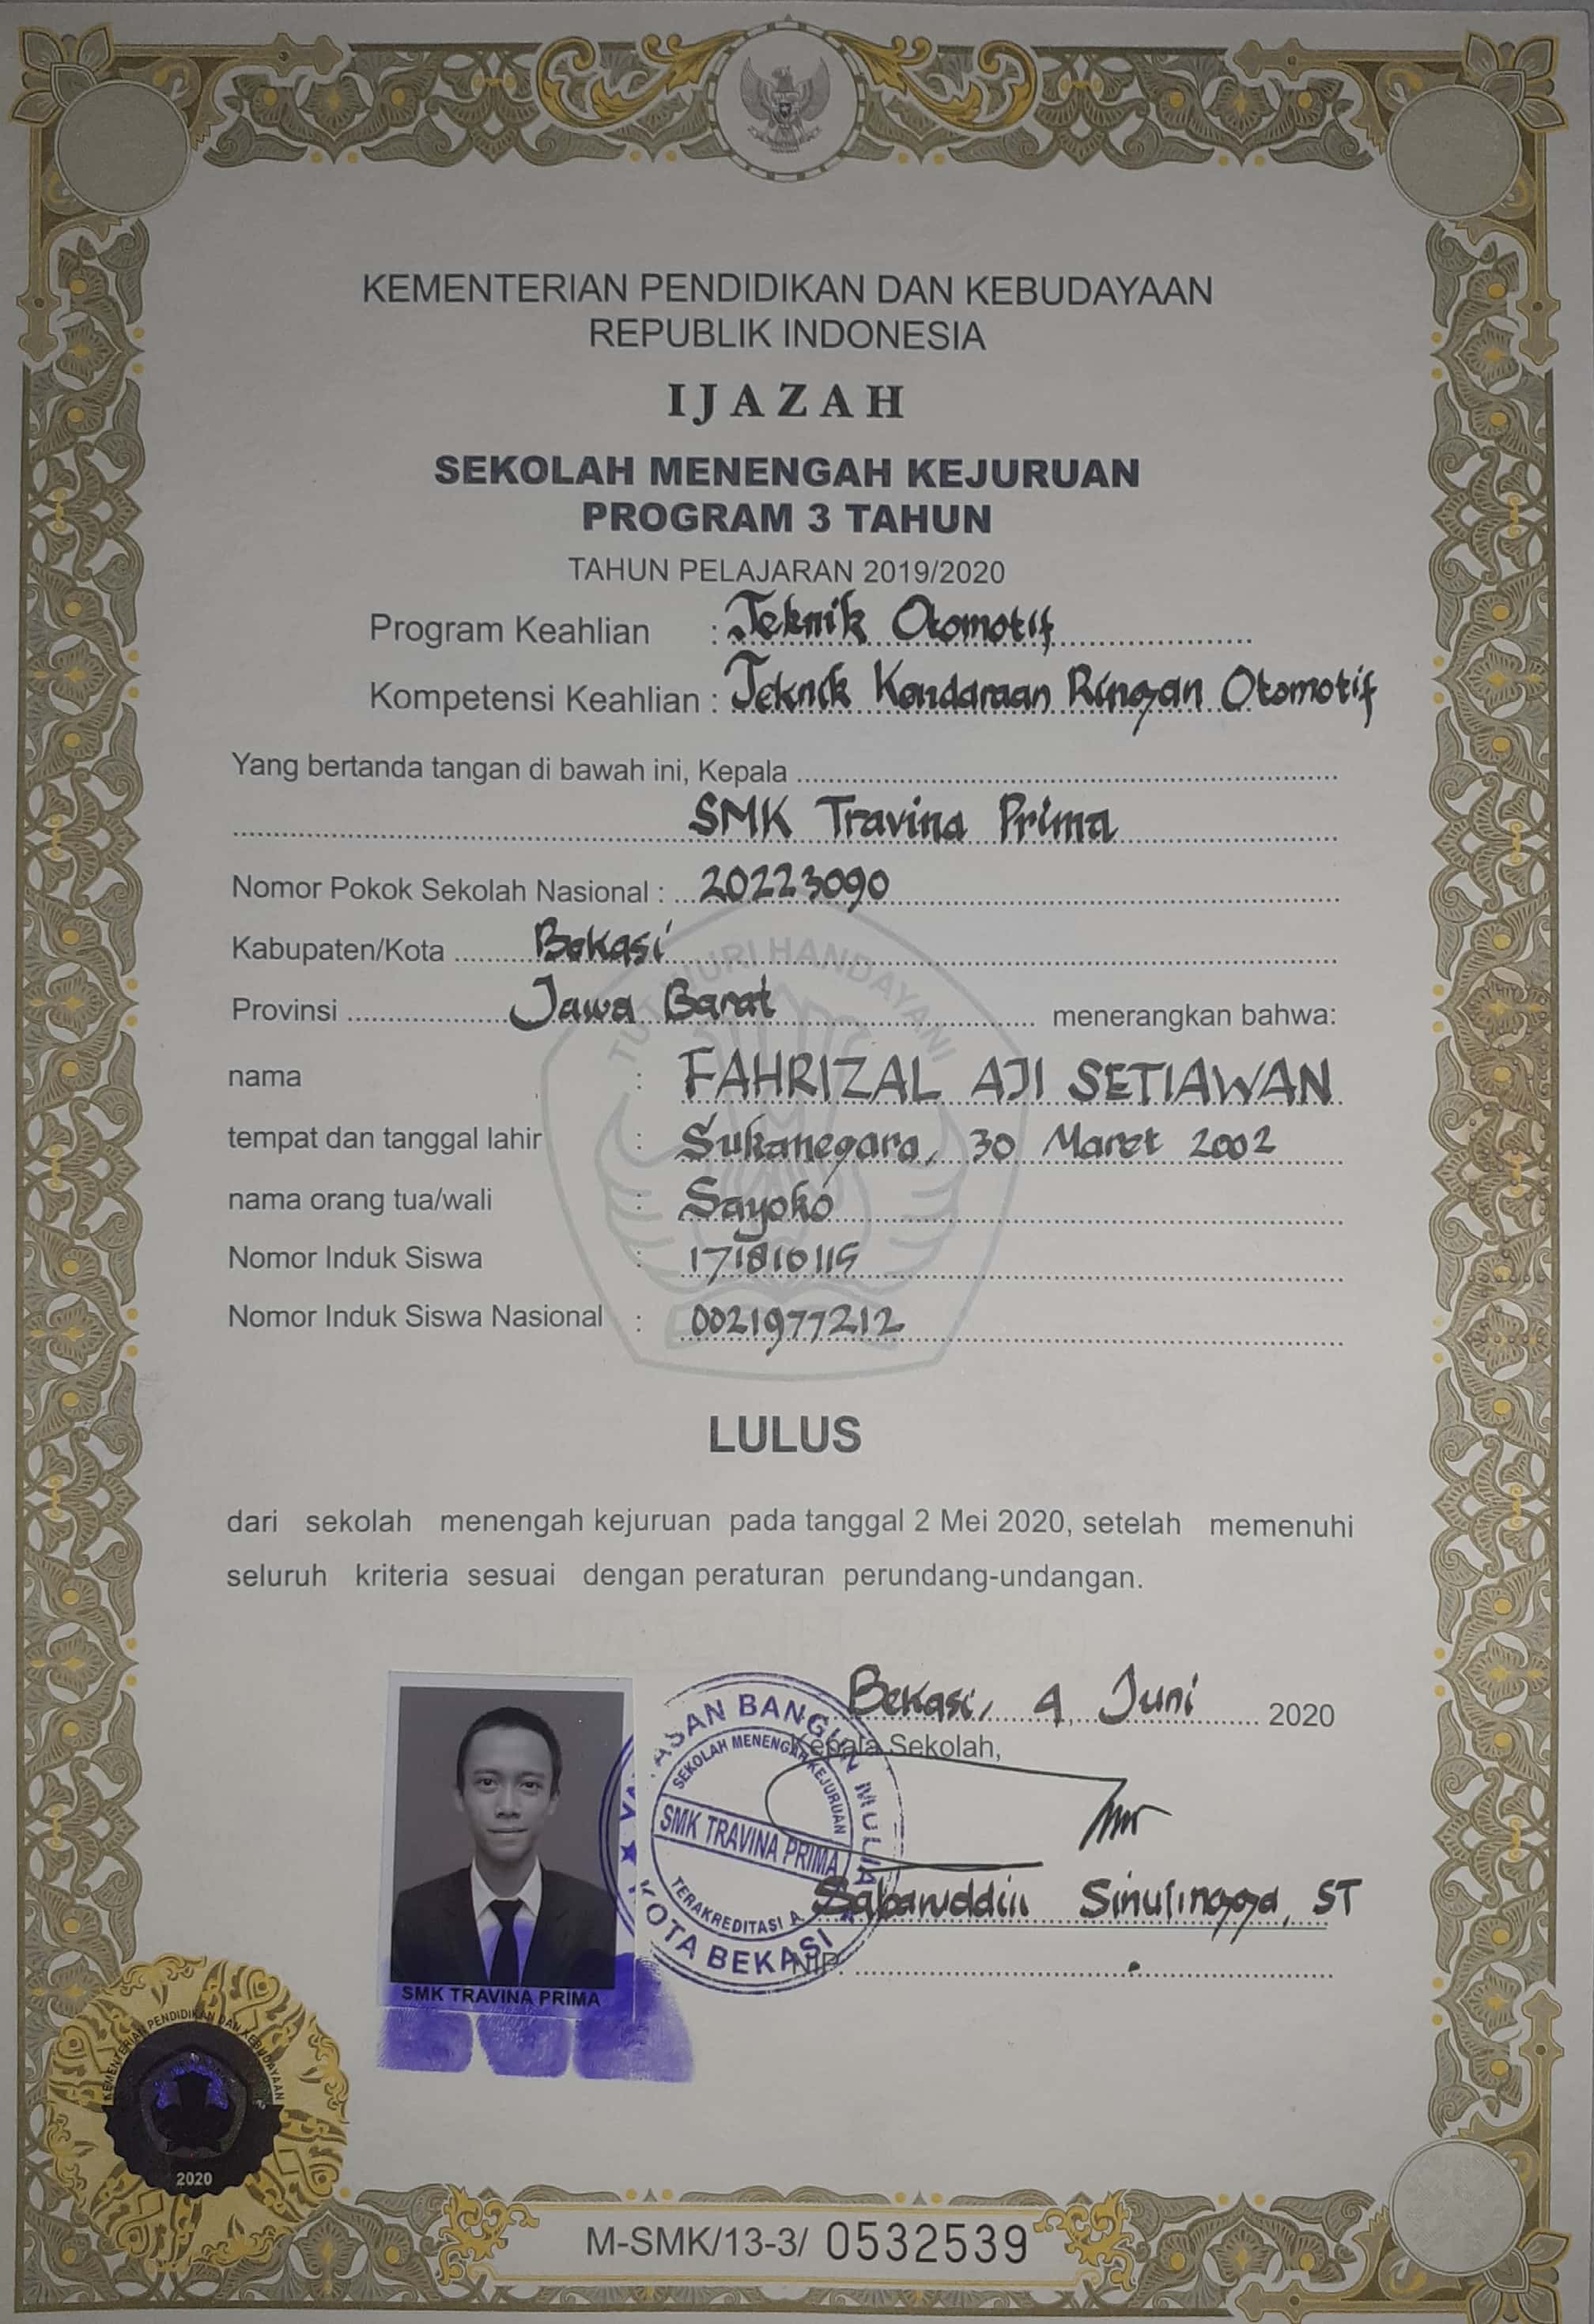 KEMENTERIAN PENDIDIKAN DAN KEBUDAYAAN
REPUBLIK INDONESIA
IJAZAH
SEKOLAH MENENGAH KEJURUAN
PROGRAM 3 TAHUN
TAHUN PELAJARAN 2019/2020
Program Keahlian : Teknik Otomotif
Kompetensi Keahlian : Teknik Kendaraan Ringan Otomotif
Yang bertanda tangan di bawah ini, Kepala
SMK Travina Prima
Nomor Pokok Sekolah Nasional : 20223090
Kabupaten/Kota Bekasi
Provinsi Jawa Barat menerangkan bahwa:
TUT WURI HANDAYANI
nama : FAHRIZAL AJI SETIAWAN
tempat dan tanggal lahir : Sukanegara, 30 Maret 2002
nama orang tua/wali : Sayoko
Nomor Induk Siswa : 171810115
Nomor Induk Siswa Nasional : 0021977212
LULUS
dari sekolah menengah kejuruan pada tanggal 2 Mei 2020, setelah memenuhi
seluruh kriteria sesuai dengan peraturan perundang-undangan.
Bekasi, 4 Juni 2020
Kepala Sekolah,
YAYASAN BANGUN MULIA
SEKOLAH MENENGAH KEJURUAN
SMK TRAVINA PRIMA
TERAKREDITASI A
KOTA BEKASI
Sabaruddin Sinulingga, ST
NIP.
SMK TRAVINA PRIMA
KEMENTERIAN PENDIDIKAN DAN KEBUDAYAAN
2020
M-SMK/13-3/ 0532539